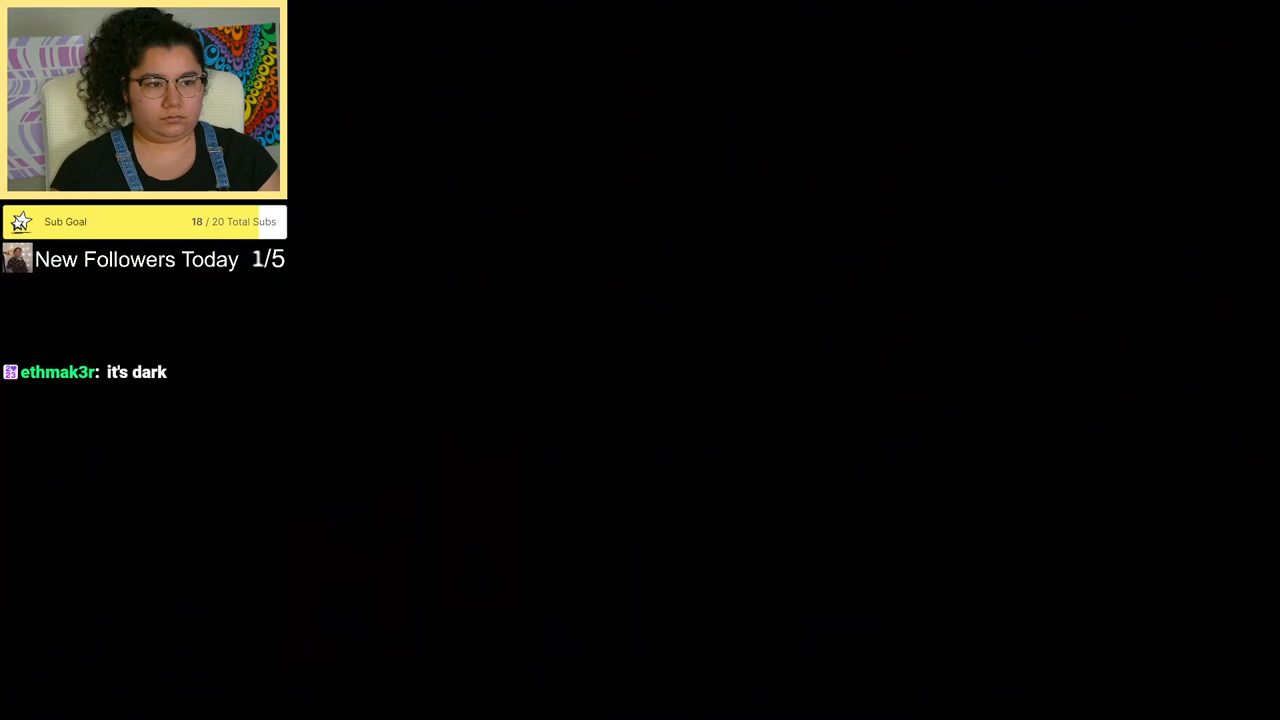 Sub Goal 18 / 20 Total Subs
New Followers Today 1/5
ethmak3r: it's dark